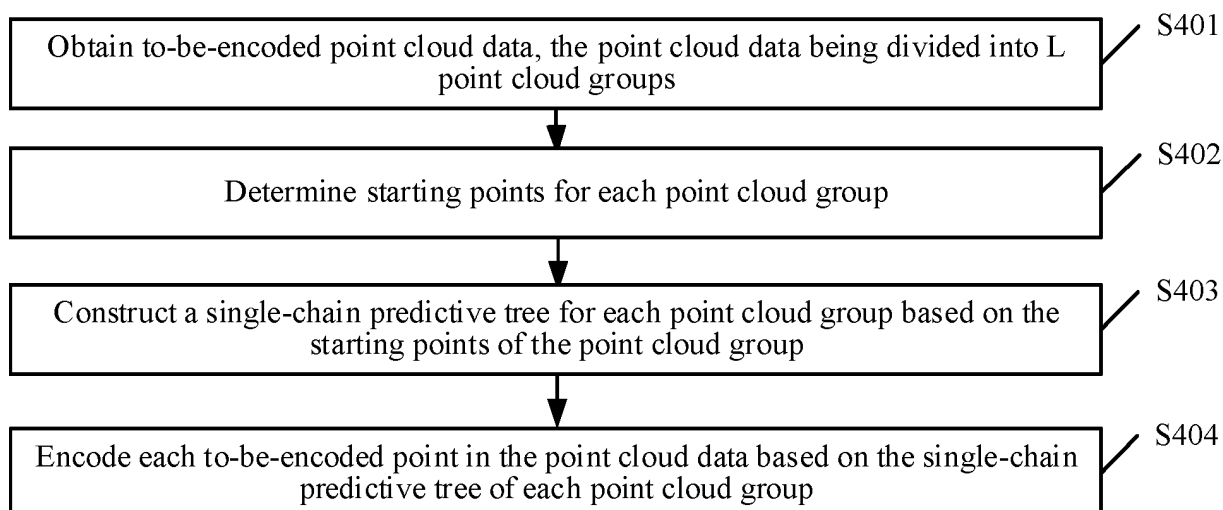 Obtain to-be-encoded point cloud data, the point cloud data being divided into L
point cloud groups
S401
Determine starting points for each point cloud group
S402
Construct a single-chain predictive tree for each point cloud group based on the
starting points of the point cloud group
S403
Encode each to-be-encoded point in the point cloud data based on the single-chain
predictive tree of each point cloud group
S404